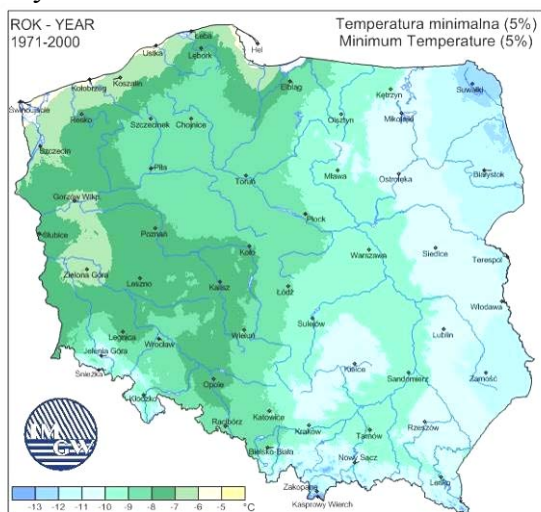 ROK - YEAR
1971-2000
Temperatura minimalna (5%)
Minimum Temperature (5%)
Łeba
Ustka
Lębork
Hel
Koszalin
Kołobrzeg
Świnoujście
Resko
Elbląg
Kętrzyn
Suwałki
Szczecinek
Chojnice
Olsztyn
Mikołajki
Szczecin
Piła
Toruń
Mława
Ostrołęka
Białystok
Gorzów Wlkp.
Płock
Słubice
Poznań
Koło
Warszawa
Siedlce
Terespol
Zielona Góra
Leszno
Kalisz
Łódź
Włodawa
Legnica
Wrocław
Wieluń
Sulejów
Lublin
Jelenia Góra
Śnieżka
Kielce
Kłodzko
Opole
Sandomierz
Zamość
Racibórz
Katowice
Kraków
Tarnów
Rzeszów
Bielsko-Biała
Nowy Sącz
Lesko
Zakopane
Kasprowy Wierch
IM
GW
-13 -12 -11 -10 -9 -8 -7 -6 -5 °C